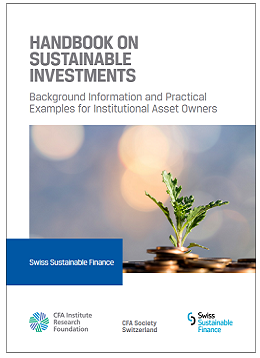 HANDBOOK ON
SUSTAINABLE
INVESTMENTS
Background Information and Practical
Examples for Institutional Asset Owners
Swiss Sustainable Finance
CFA Institute
Research
Foundation
CFA Society
Switzerland
Swiss
Sustainable
Finance